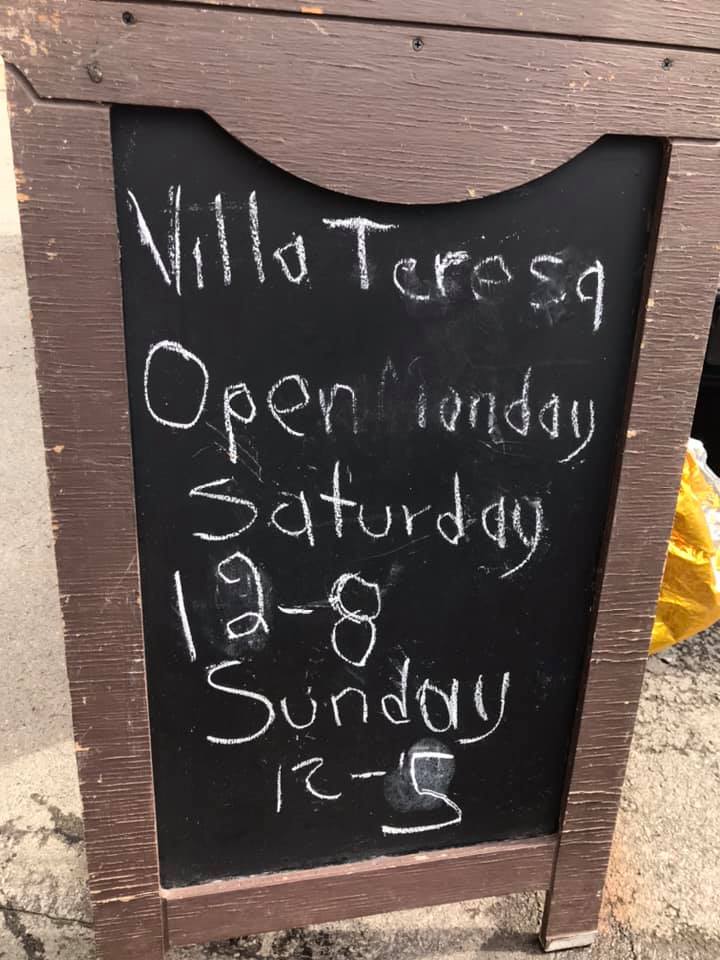 Villa Teresa
Open Monday
Saturday
12-8
Sunday
12-5